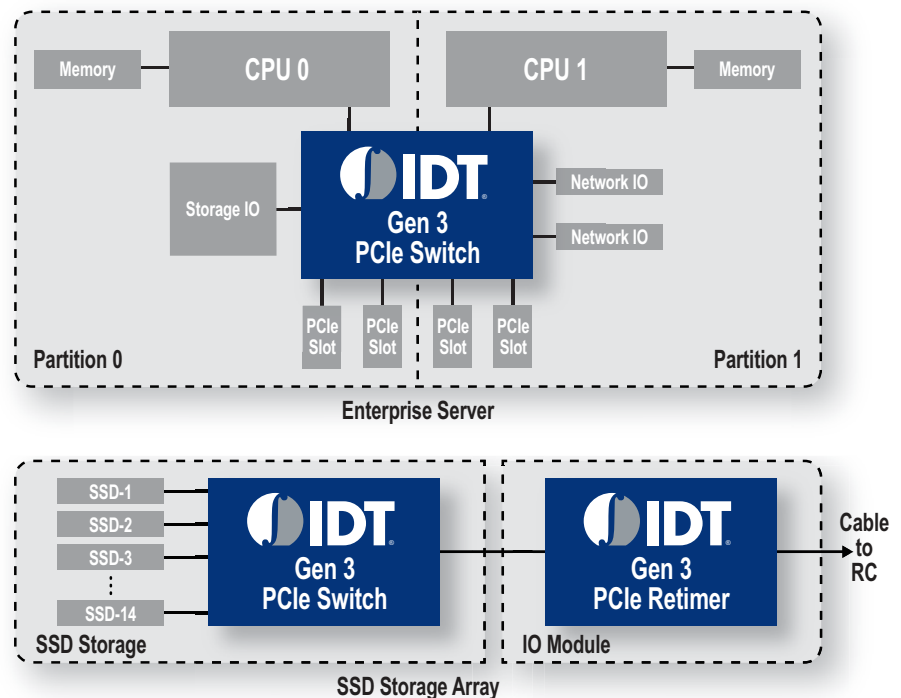 Memory
CPU 0
CPU 1
Memory
Storage IO
IDT®
Gen 3
PCIe Switch
Network IO
Network IO
PCIe
Slot
PCIe
Slot
PCIe
Slot
PCIe
Slot
Partition 0
Partition 1
Enterprise Server
SSD-1
SSD-2
SSD-3
SSD-14
IDT®
Gen 3
PCIe Switch
SSD Storage
IDT®
Gen 3
PCIe Retimer
IO Module
Cable
to
RC
SSD Storage Array